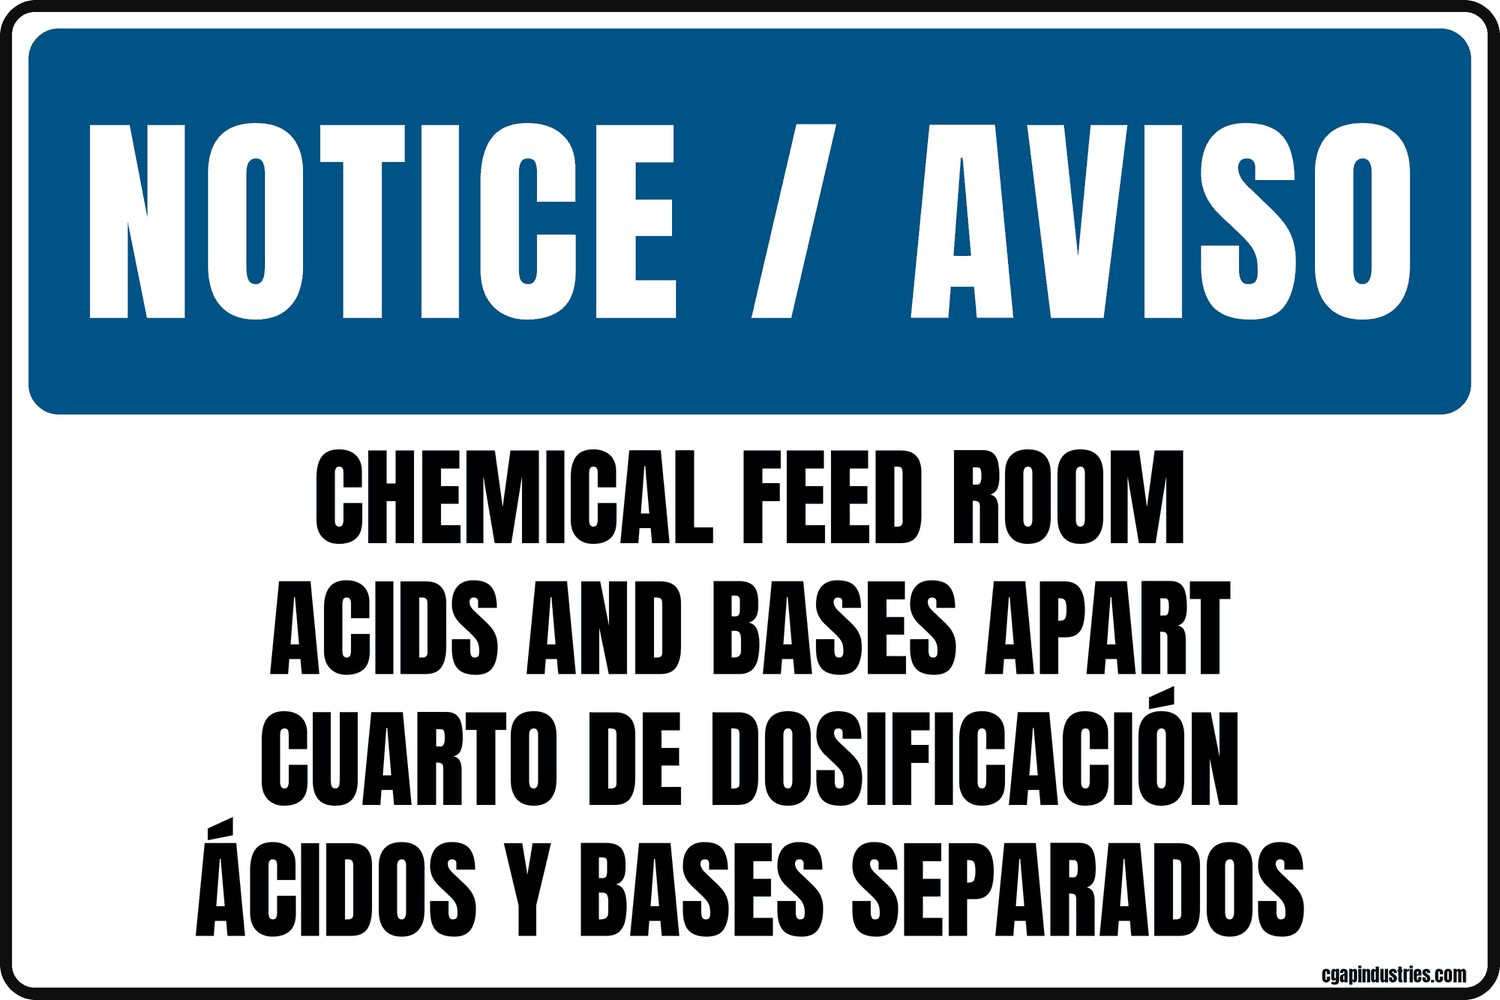 NOTICE / AVISO
CHEMICAL FEED ROOM
ACIDS AND BASES APART
CUARTO DE DOSIFICACIÓN
ÁCIDOS Y BASES SEPARADOS
cgapindustries.com